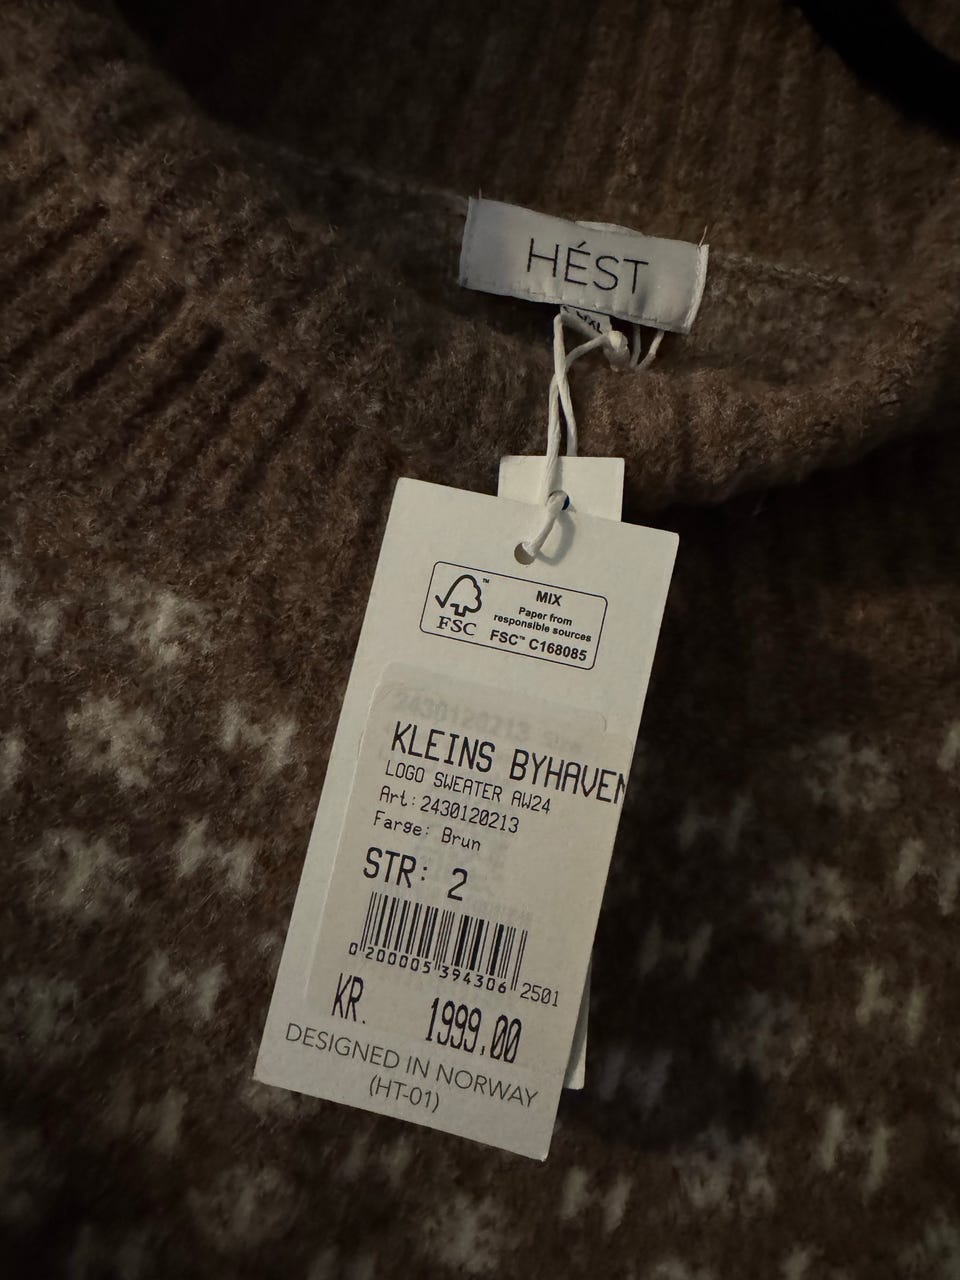 HÉST
MIX
Paper from
responsible sources
FSC™ C168085
FSC
2430120213
KLEINS BYHAVEN
LOGO SWEATER AW24
Art:2430120213
Farge: Brun
STR: 2
0 200005 394306 2501
KR. 1999,00
DESIGNED IN NORWAY
(HT-01)